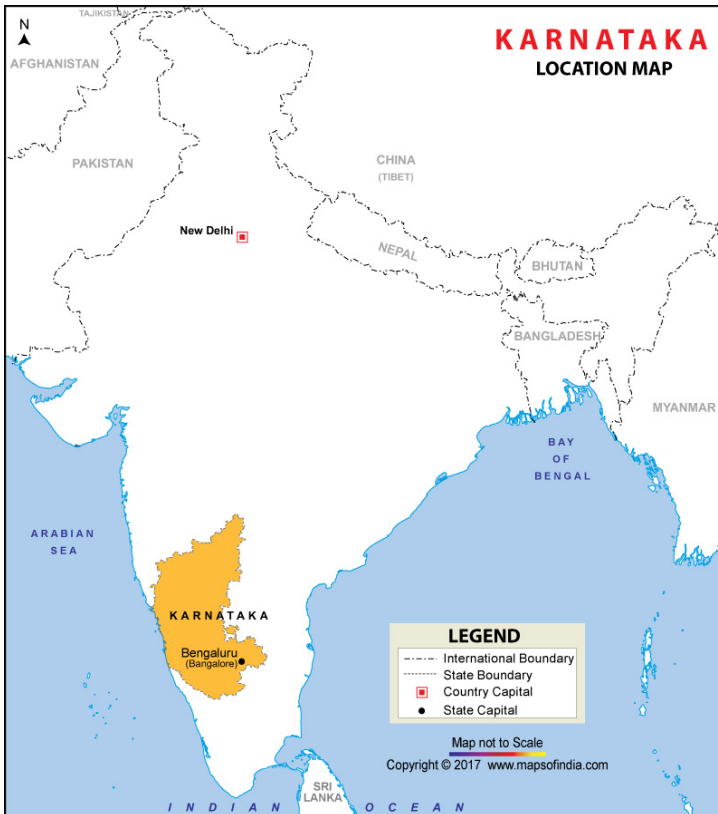 TAJIKISTAN
N
KARNATAKA
LOCATION MAP
AFGHANISTAN
PAKISTAN
CHINA
(TIBET)
New Delhi
NEPAL
BHUTAN
BANGLADESH
MYANMAR
BAY
OF
BENGAL
ARABIAN
SEA
KARNATAKA
Bengaluru
(Bangalore)
LEGEND
International Boundary
State Boundary
Country Capital
State Capital
Map not to Scale
Copyright © 2017 www.mapsofindia.com
SRI
LANKA
INDIAN OCEAN